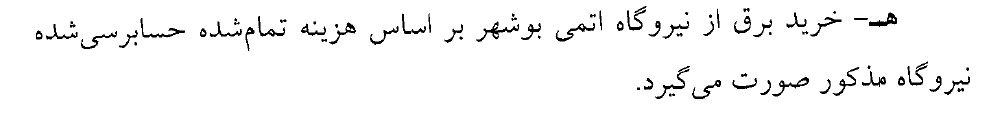 هـ- خرید برق از نیروگاه اتمی بوشهر بر اساس هزینه تمام‌شده حسابرسی‌شده
نیروگاه مذکور صورت می‌گیرد.